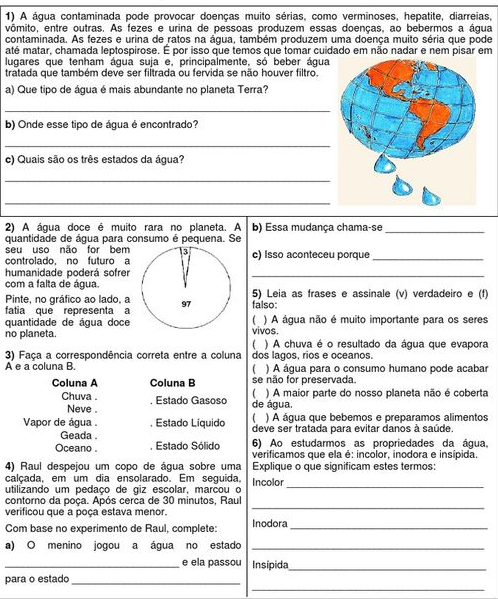 1) A água contaminada pode provocar doenças muito sérias, como verminoses, hepatite, diarreias,
vômito, entre outras. As fezes e urina de pessoas produzem essas doenças, ao bebermos a água
contaminada. As fezes e urina de ratos na água, também produzem uma doença muito séria que pode
até matar, chamada leptospirose. É por isso que temos que tomar cuidado em não nadar e nem pisar em
lugares que tenham água suja e, principalmente, só beber água
tratada que também deve ser filtrada ou fervida se não houver filtro.
a) Que tipo de água é mais abundante no planeta Terra?
b) Onde esse tipo de água é encontrado?
c) Quais são os três estados da água?
2) A água doce é muito rara no planeta. A
quantidade de água para consumo é pequena. Se
seu uso não for bem
controlado, no futuro a
humanidade poderá sofrer
com a falta de água.
Pinte, no gráfico ao lado, a
fatia que representa a
quantidade de água doce
no planeta.
3
97
3) Faça a correspondência correta entre a coluna
A e a coluna B.
Coluna A Coluna B
Chuva .
. Estado Gasoso
Neve .
Vapor de água . . Estado Líquido
Geada .
Oceano . . Estado Sólido
4) Raul despejou um copo de água sobre uma
calçada, em um dia ensolarado. Em seguida,
utilizando um pedaço de giz escolar, marcou o
contorno da poça. Após cerca de 30 minutos, Raul
verificou que a poça estava menor.
Com base no experimento de Raul, complete:
a) O menino jogou a água no estado
e ela passou
para o estado
b) Essa mudança chama-se
c) Isso aconteceu porque
5) Leia as frases e assinale (v) verdadeiro e (f)
falso:
( ) A água não é muito importante para os seres
vivos.
( ) A chuva é o resultado da água que evapora
dos lagos, rios e oceanos.
( ) A água para o consumo humano pode acabar
se não for preservada.
( ) A maior parte do nosso planeta não é coberta
de água.
( ) A água que bebemos e preparamos alimentos
deve ser tratada para evitar danos à saúde.
6) Ao estudarmos as propriedades da água,
verificamos que ela é: incolor, inodora e insípida.
Explique o que significam estes termos:
Incolor
Inodora
Insípida